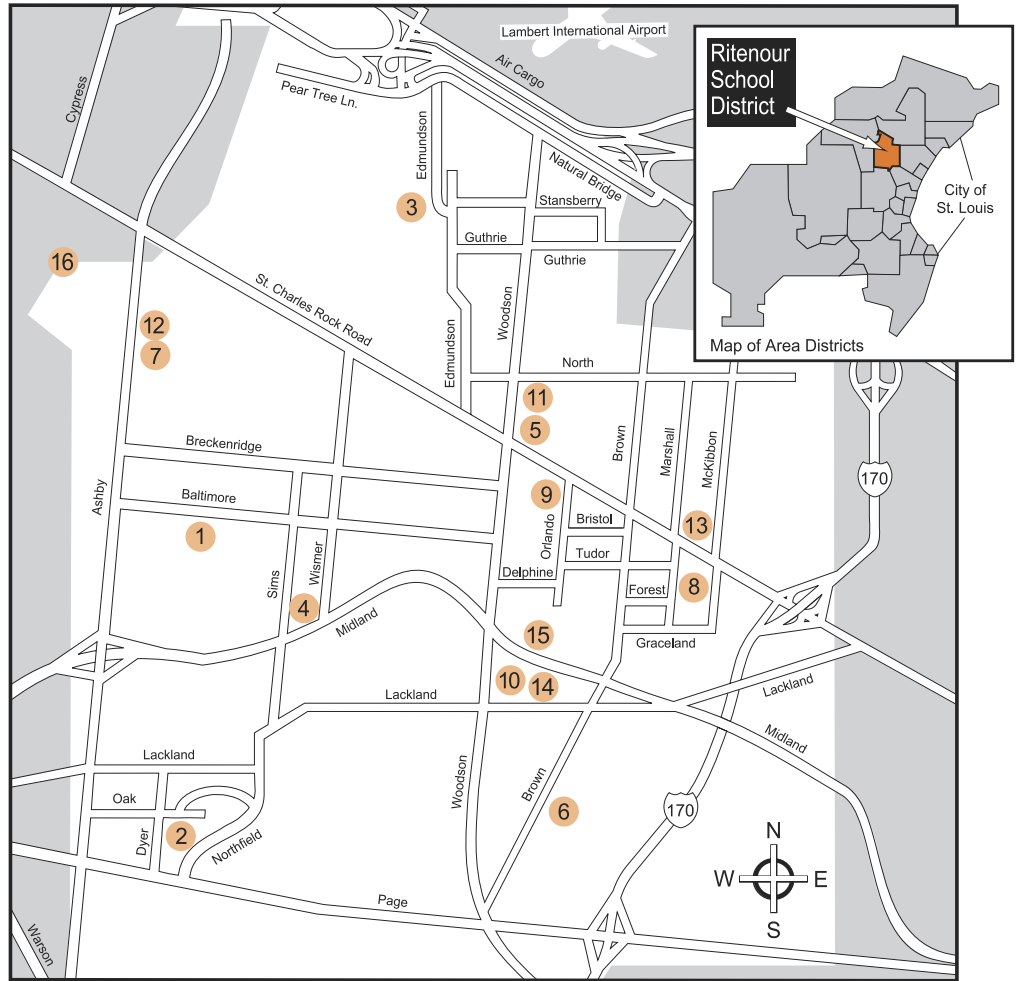 Lambert International Airport
Air Cargo
Cypress
Pear Tree Ln.
Edmundson
Natural Bridge
Stansberry
3
Guthrie
Guthrie
16
St. Charles Rock Road
Woodson
12
7
Edmundson
North
11
5
Brown
Marshall
McKibbon
Breckenridge
Ashby
Baltimore
9
Orlando
Bristol
13
1
Tudor
Sims
Wismer
Delphine
Forest
8
4
Midland
15
Graceland
10
14
Lackland
Lackland
Midland
Lackland
Woodson
Brown
Oak
Dyer
2
Northfield
6
170
170
Page
Warson
N
W
E
S
Ritenour
School
District
City of
St. Louis
Map of Area Districts